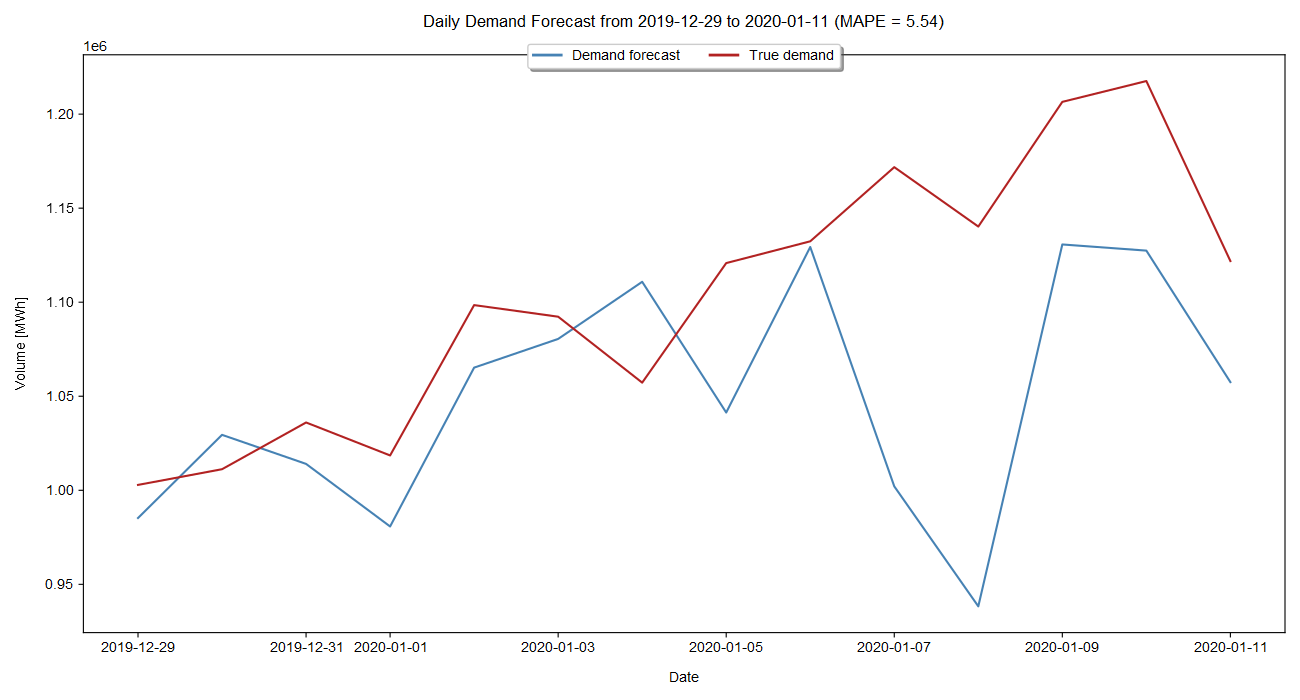 Daily Demand Forecast from 2019-12-29 to 2020-01-11 (MAPE = 5.54)
1e6
Demand forecast True demand
1.20
1.15
1.10
1.05
1.00
0.95
Volume [MWh]
2019-12-29 2019-12-31 2020-01-01 2020-01-03 2020-01-05 2020-01-07 2020-01-09 2020-01-11
Date